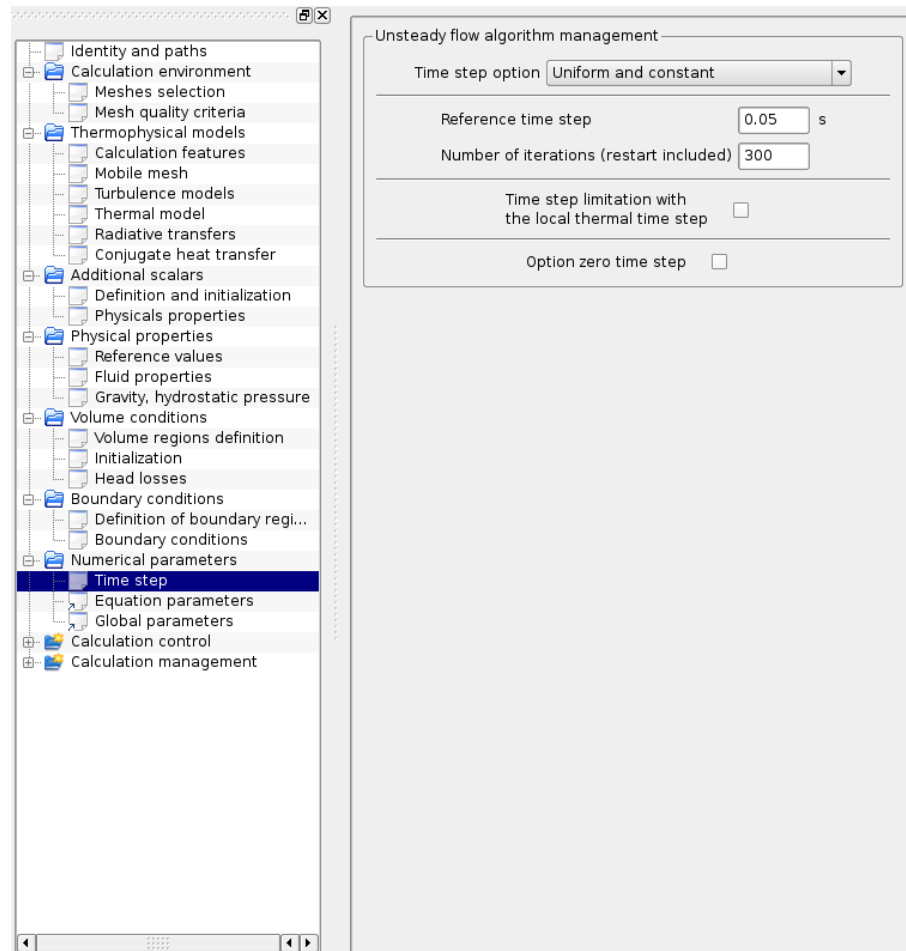 Identity and paths
Calculation environment
Meshes selection
Mesh quality criteria
Thermophysical models
Calculation features
Mobile mesh
Turbulence models
Thermal model
Radiative transfers
Conjugate heat transfer
Additional scalars
Definition and initialization
Physicals properties
Physical properties
Reference values
Fluid properties
Gravity, hydrostatic pressure
Volume conditions
Volume regions definition
Initialization
Head losses
Boundary conditions
Definition of boundary regi...
Boundary conditions
Numerical parameters
Time step
Equation parameters
Global parameters
Calculation control
Calculation management
Unsteady flow algorithm management
Time step option Uniform and constant
Reference time step 0.05 s
Number of iterations (restart included) 300
Time step limitation with
the local thermal time step
Option zero time step